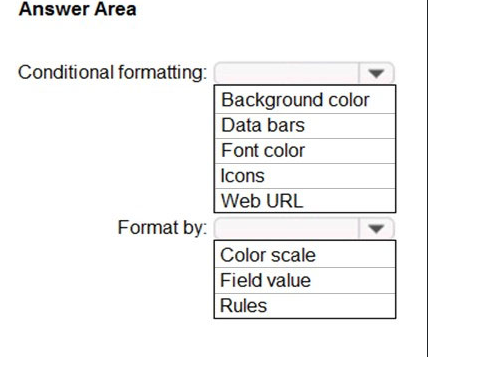 Answer Area
Conditional formatting:
Background color
Data bars
Font color
Icons
Web URL
Format by:
Color scale
Field value
Rules